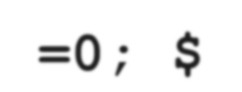 =0; $